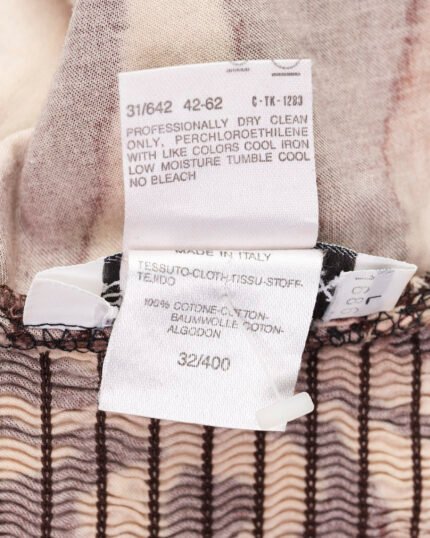 31/642 42-62 C-TK-1283
PROFESSIONALLY DRY CLEAN
ONLY, PERCHLOROETHILENE
WITH LIKE COLORS COOL IRON
LOW MOISTURE TUMBLE COOL
NO BLEACH
MADE IN ITALY
TESSUTO-CLOTH-TISSU-STOFF-
TEJIDO
100% COTONE-COTTON-
BAUMWOLLE COTON-
ALGODON
32/400
L